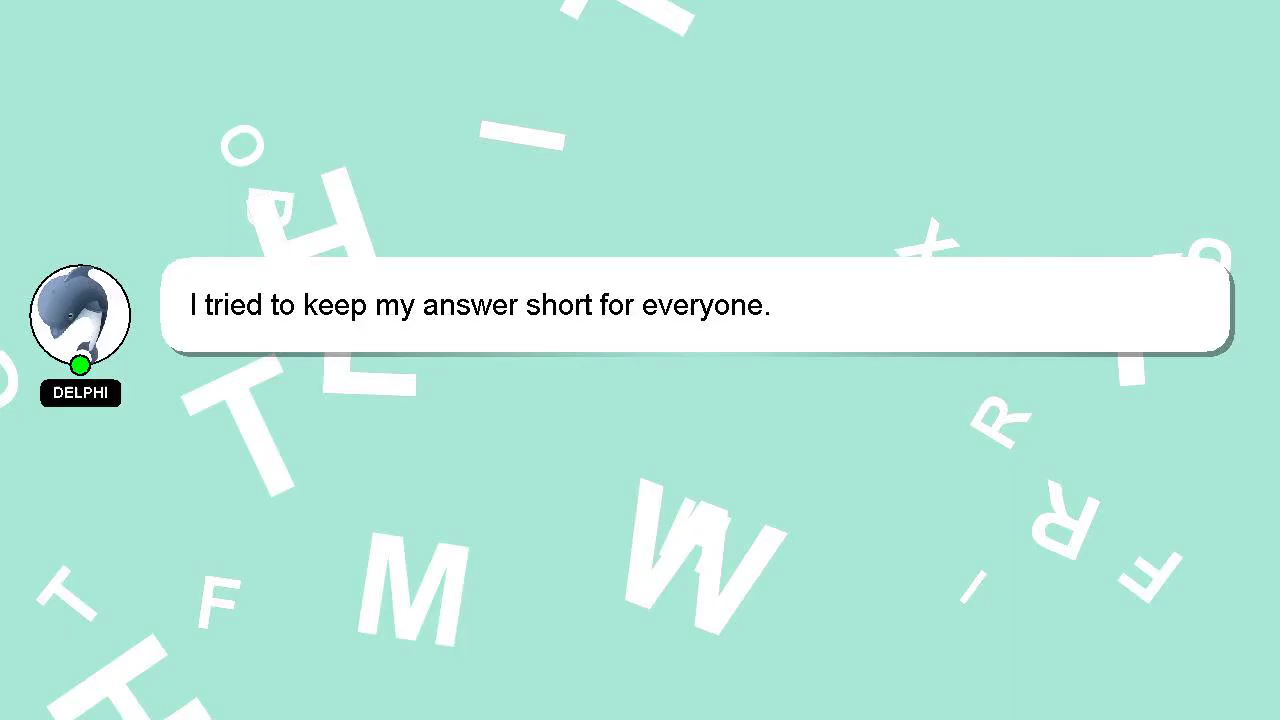 I tried to keep my answer short for everyone.
DELPHI
O
I
H
X
T
L
R
R
F
T
F
M
W
I